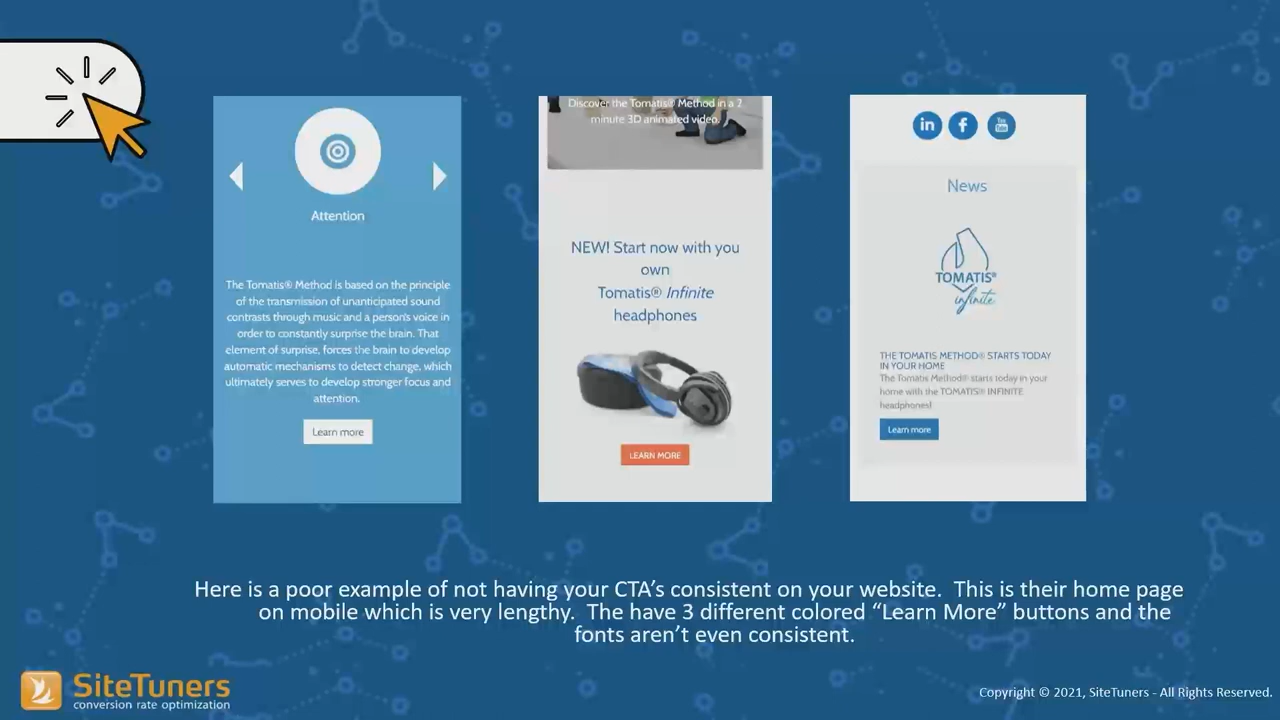 Attention
The Tomatis® Method is based on the principle
of the transmission of unanticipated sound
contrasts through music and a person's voice in
order to constantly surprise the brain. That
element of surprise, forces the brain to develop
automatic mechanisms to detect change, which
ultimately serves to develop stronger focus and
attention.
Learn more
Discover the Tomatis® Method in a 2
minute 3D animated video.
NEW! Start now with you
own
Tomatis® Infinite
headphones
LEARN MORE
in f You Tube
News
TOMATIS®
infinite
THE TOMATIS METHOD® STARTS TODAY
IN YOUR HOME
The Tomatis Method® starts today in your
home with the TOMATIS® INFINITE
headphones!
Learn more
Here is a poor example of not having your CTA’s consistent on your website.  This is their home page
on mobile which is very lengthy.  The have 3 different colored “Learn More” buttons and the
fonts aren’t even consistent.
SiteTuners
conversion rate optimization
Copyright © 2021, SiteTuners - All Rights Reserved.